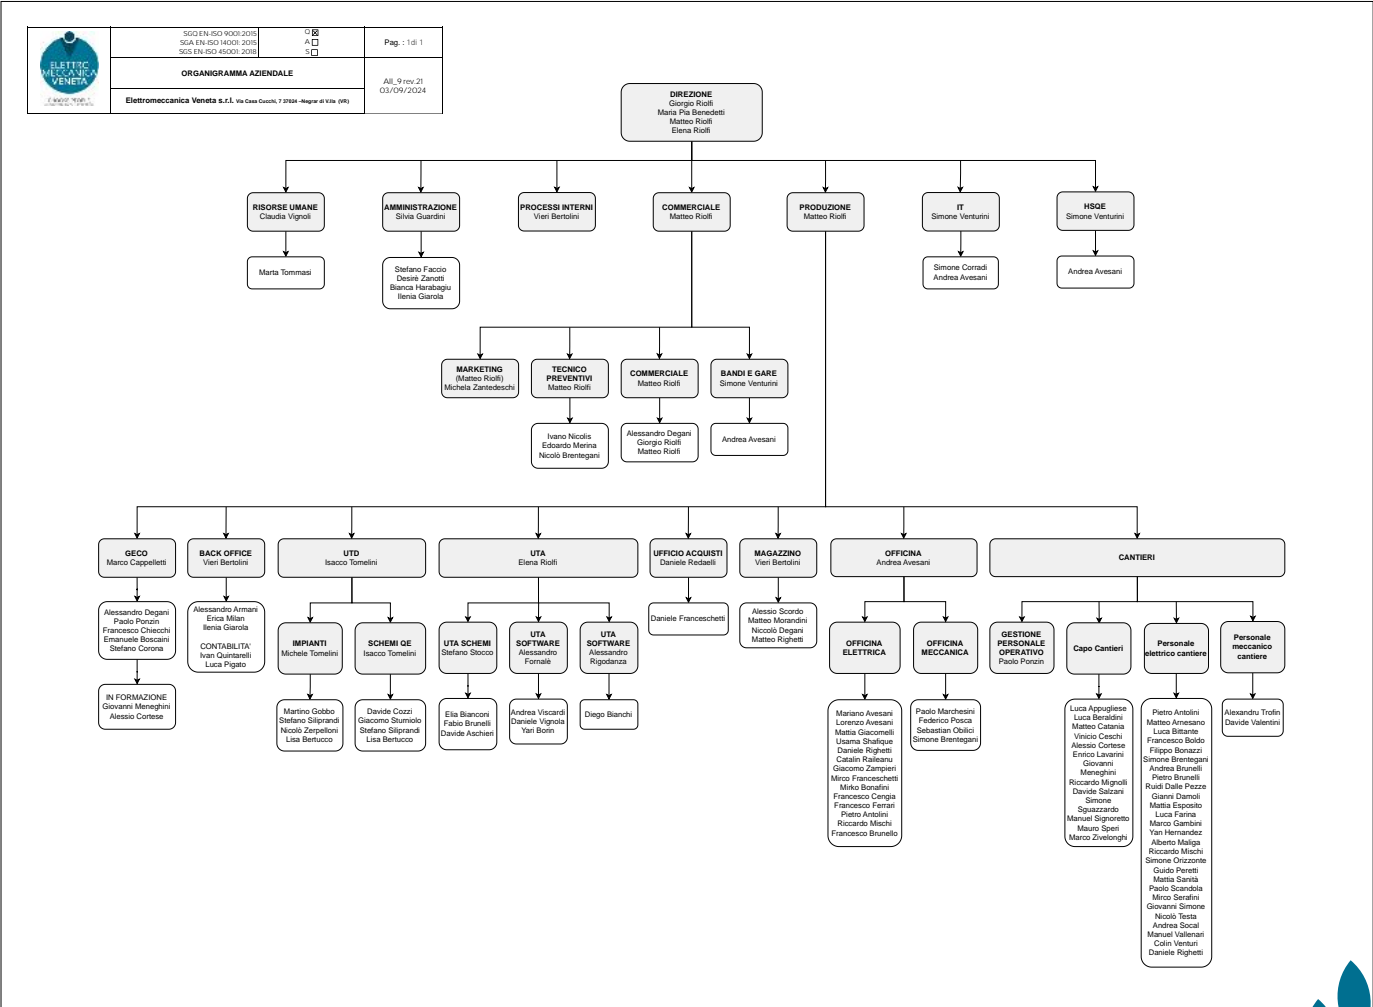 SGQ EN-ISO 9001:2015 Q ☒
SGA EN-ISO 14001: 2015 A ☐
SGS EN-ISO 45001: 2018 S ☐
Pag. : 1di 1
ELETTRO
MECCANICA
VENETA
ORGANIGRAMMA AZIENDALE
All_9 rev.21
03/09/2024
Elettromeccanica Veneta s.r.l. Via Casa Cucchi, 7 37024 –Negrar di V.lla (VR)
DIREZIONE
Giorgio Riolfi
Maria Pia Benedetti
Matteo Riolfi
Elena Riolfi
RISORSE UMANE
Claudia Vignoli
AMMINISTRAZIONE
Silvia Guardini
PROCESSI INTERNI
Vieri Bertolini
COMMERCIALE
Matteo Riolfi
PRODUZIONE
Matteo Riolfi
IT
Simone Venturini
HSQE
Simone Venturini
Marta Tommasi
Stefano Faccio
Desirè Zanotti
Bianca Harabagiu
Ilenia Giarola
Simone Corradi
Andrea Avesani
Andrea Avesani
MARKETING
(Matteo Riolfi)
Michela Zantedeschi
TECNICO
PREVENTIVI
Matteo Riolfi
COMMERCIALE
Matteo Riolfi
BANDI E GARE
Simone Venturini
Ivano Nicolis
Edoardo Merina
Nicolò Brentegani
Alessandro Degani
Giorgio Riolfi
Matteo Riolfi
Andrea Avesani
GECO
Marco Cappelletti
BACK OFFICE
Vieri Bertolini
UTD
Isacco Tomelini
UTA
Elena Riolfi
UFFICIO ACQUISTI
Daniele Redaelli
MAGAZZINO
Vieri Bertolini
OFFICINA
Andrea Avesani
CANTIERI
Alessandro Degani
Paolo Ponzin
Francesco Chiecchi
Emanuele Boscaini
Stefano Corona
Alessandro Armani
Erica Milan
Ilenia Giarola
CONTABILITA'
Ivan Quintarelli
Luca Pigato
IMPIANTI
Michele Tomelini
SCHEMI QE
Isacco Tomelini
UTA SCHEMI
Stefano Stocco
UTA
SOFTWARE
Alessandro
Fornalè
UTA
SOFTWARE
Alessandro
Rigodanza
Daniele Franceschetti
Alessio Scordo
Matteo Morandini
Niccolò Degani
Matteo Righetti
OFFICINA
ELETTRICA
OFFICINA
MECCANICA
GESTIONE
PERSONALE
OPERATIVO
Paolo Ponzin
Capo Cantieri
Personale
elettrico cantiere
Personale
meccanico
cantiere
IN FORMAZIONE
Giovanni Meneghini
Alessio Cortese
Martino Gobbo
Stefano Siliprandi
Nicolò Zerpelloni
Lisa Bertucco
Davide Cozzi
Giacomo Stumiolo
Stefano Siliprandi
Lisa Bertucco
Elia Bianconi
Fabio Brunelli
Davide Aschieri
Andrea Viscardi
Daniele Vignola
Yari Borin
Diego Bianchi
Mariano Avesani
Lorenzo Avesani
Mattia Giacomelli
Usama Shafique
Daniele Righetti
Catalin Raileanu
Giacomo Zampieri
Mirco Franceschetti
Mirko Bonafini
Francesco Cengia
Francesco Ferrari
Pietro Antolini
Riccardo Mischi
Francesco Brunello
Paolo Marchesini
Federico Posca
Sebastian Obilici
Simone Brentegani
Luca Appugliese
Luca Beraldini
Matteo Catania
Vinicio Ceschi
Alessio Cortese
Enrico Lavarini
Giovanni
Meneghini
Riccardo Mignolli
Davide Salzani
Simone
Sguazzardo
Manuel Signoretto
Mauro Speri
Marco Zivelonghi
Pietro Antolini
Matteo Arnesano
Luca Bittante
Francesco Boldo
Filippo Bonazzi
Simone Brentegani
Andrea Brunelli
Pietro Brunelli
Ruidi Dalle Pezze
Gianni Damoli
Mattia Esposito
Luca Farina
Marco Gambini
Yan Hernandez
Alberto Maliga
Riccardo Mischi
Simone Orizzonte
Guido Peretti
Mattia Sanità
Paolo Scandola
Mirco Serafini
Giovanni Simone
Nicolò Testa
Andrea Socal
Manuel Vallenari
Colin Venturi
Daniele Righetti
Alexandru Trofin
Davide Valentini